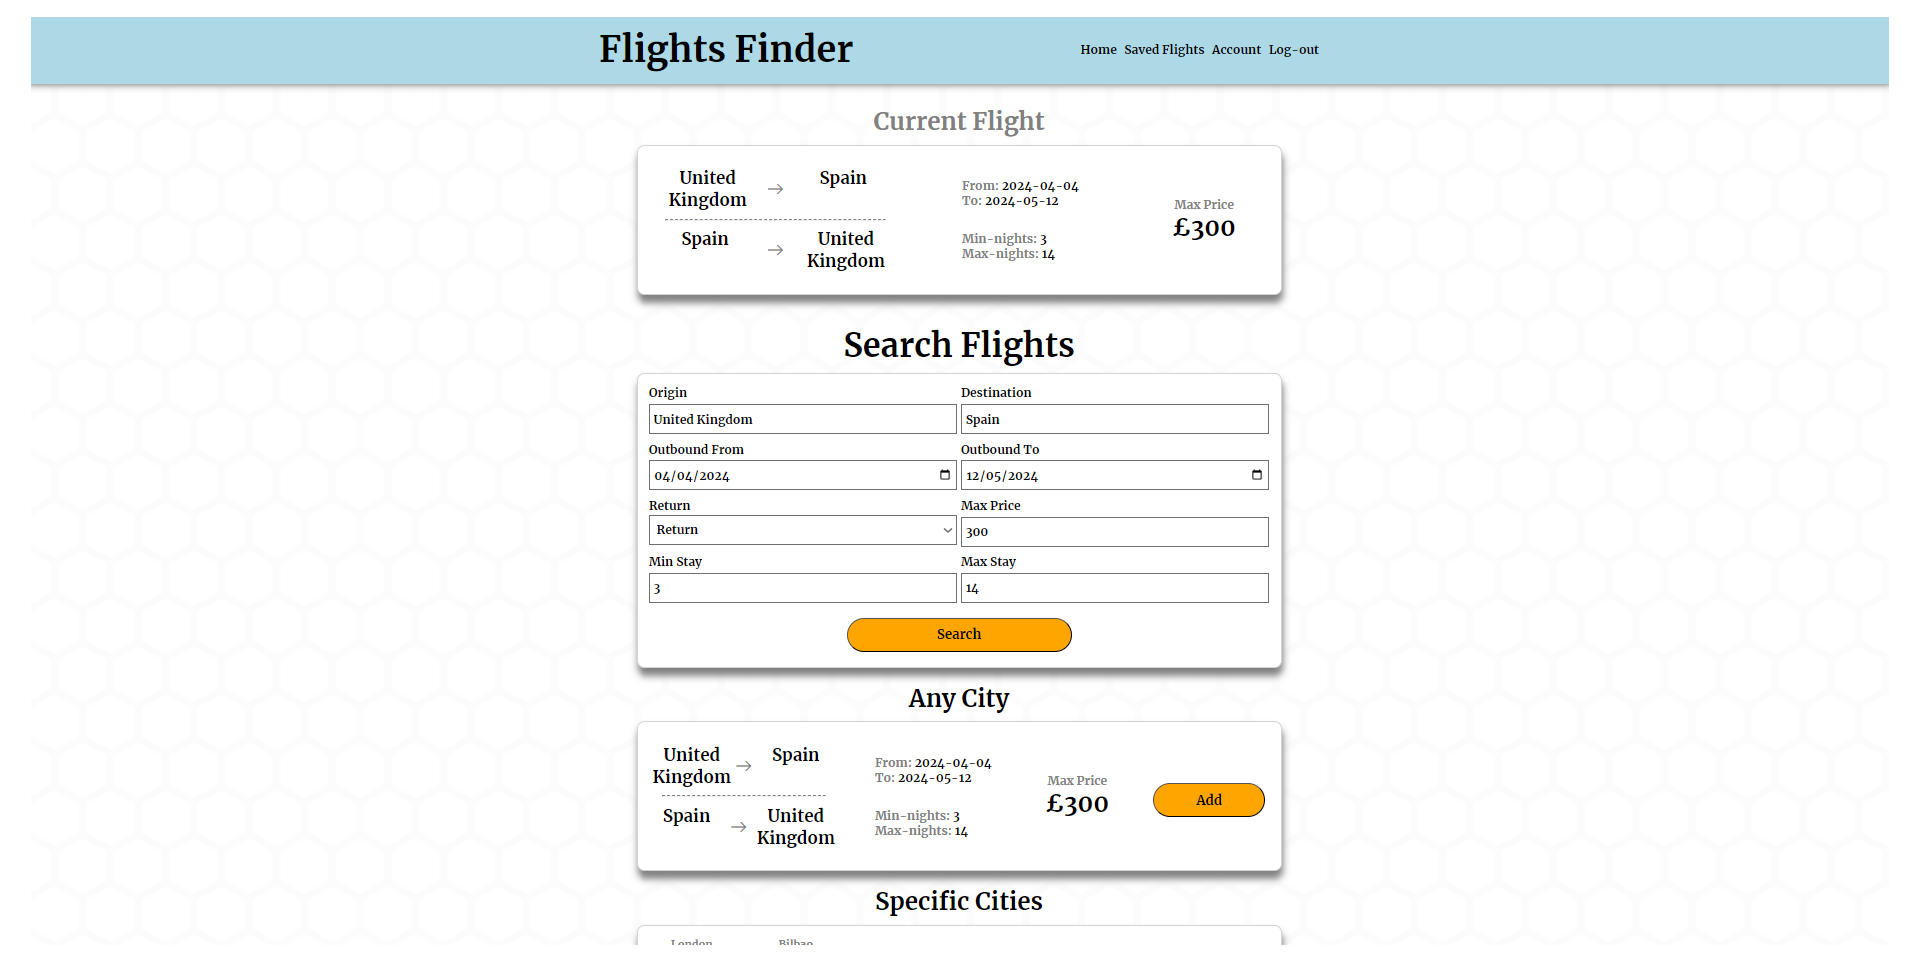 Flights Finder
Home Saved Flights Account Log-out
Current Flight
United Kingdom → Spain
Spain → United Kingdom
From: 2024-04-04
To: 2024-05-12
Min-nights: 3
Max-nights: 14
Max Price
£300
Search Flights
Origin
United Kingdom
Destination
Spain
Outbound From
04/04/2024
Outbound To
12/05/2024
Return
Return
Max Price
300
Min Stay
3
Max Stay
14
Search
Any City
United Kingdom → Spain
Spain → United Kingdom
From: 2024-04-04
To: 2024-05-12
Min-nights: 3
Max-nights: 14
Max Price
£300
Add
Specific Cities
London Bilbao